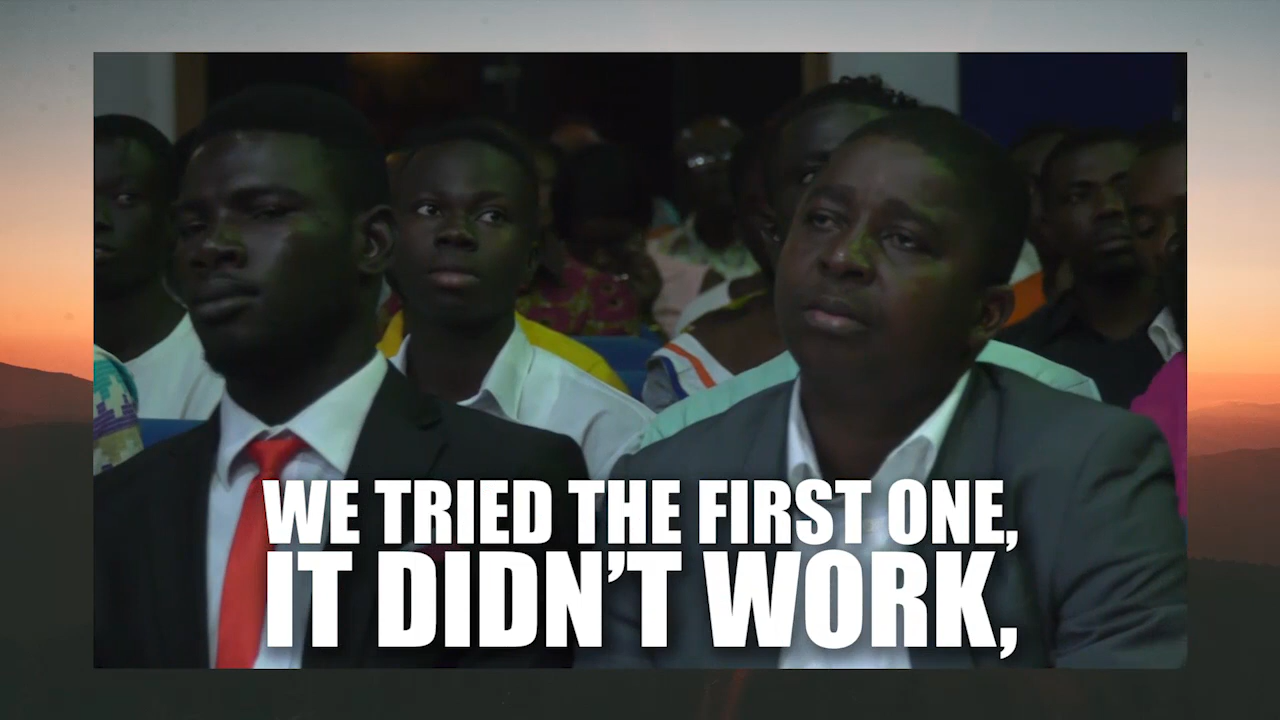 WE TRIED THE FIRST ONE,
IT DIDN'T WORK,